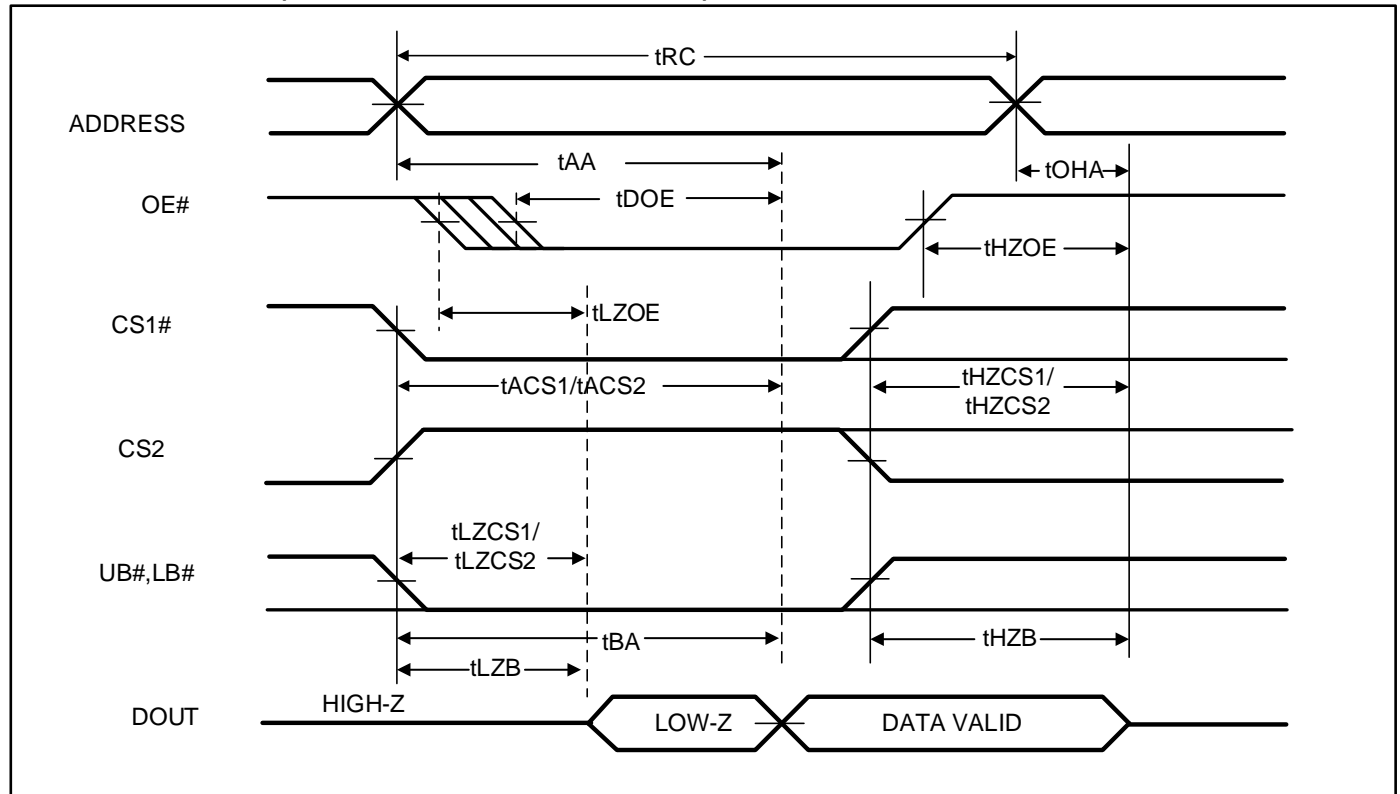 tRC
ADDRESS
tAA
tOHA
OE#
tDOE
tHZOE
CS1#
tLZOE
tACS1/tACS2
tHZCS1/
tHZCS2
CS2
tLZCS1/
tLZCS2
UB#,LB#
tBA
tHZB
tLZB
DOUT
HIGH-Z
LOW-Z
DATA VALID